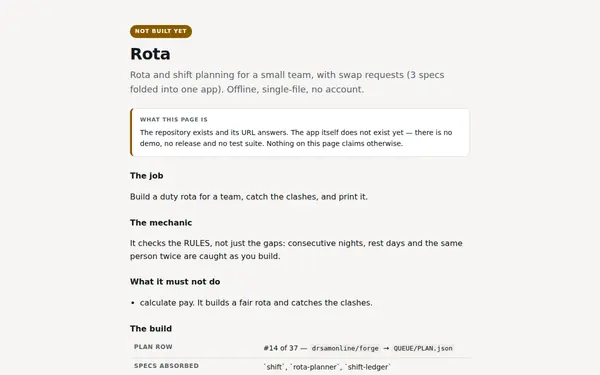 NOT BUILT YET
Rota
Rota and shift planning for a small team, with swap requests (3 specs
folded into one app). Offline, single-file, no account.
WHAT THIS PAGE IS
The repository exists and its URL answers. The app itself does not exist yet — there is no
demo, no release and no test suite. Nothing on this page claims otherwise.
The job
Build a duty rota for a team, catch the clashes, and print it.
The mechanic
It checks the RULES, not just the gaps: consecutive nights, rest days and the same
person twice are caught as you build.
What it must not do
• calculate pay. It builds a fair rota and catches the clashes.
The build
PLAN ROW #14 of 37 — drsamonline/forge → QUEUE/PLAN.json
SPECS ABSORBED `shift`, `rota-planner`, `shift-ledger`